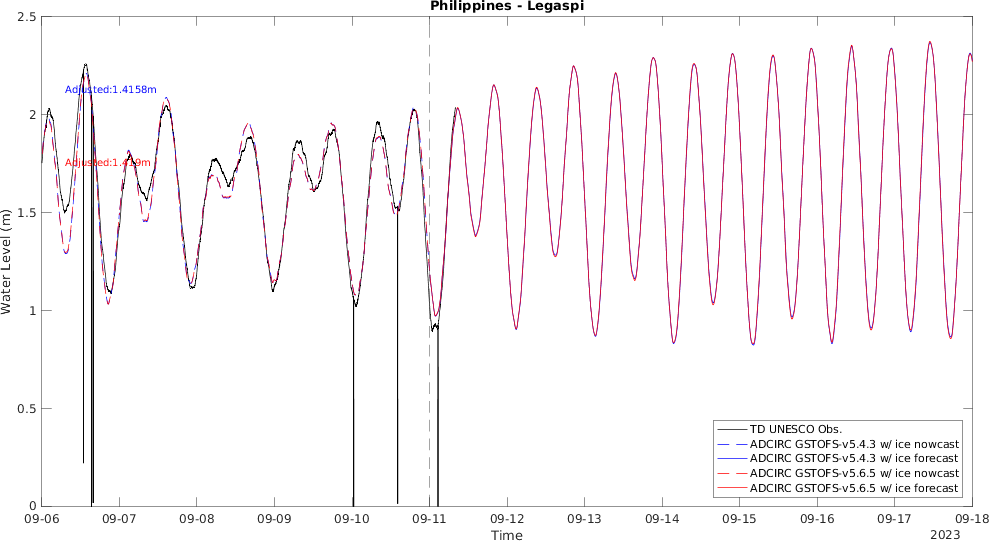 Philippines - Legaspi
2.5
2
1.5
1
0.5
0
Water Level (m)
Adjusted:1.4158m
Adjusted:1.419m
TD UNESCO Obs.
ADCIRC GSTOFS-v5.4.3 w/ ice nowcast
ADCIRC GSTOFS-v5.4.3 w/ ice forecast
ADCIRC GSTOFS-v5.6.5 w/ ice nowcast
ADCIRC GSTOFS-v5.6.5 w/ ice forecast
09-06 09-07 09-08 09-09 09-10 09-11 09-12 09-13 09-14 09-15 09-16 09-17 09-18
Time
2023